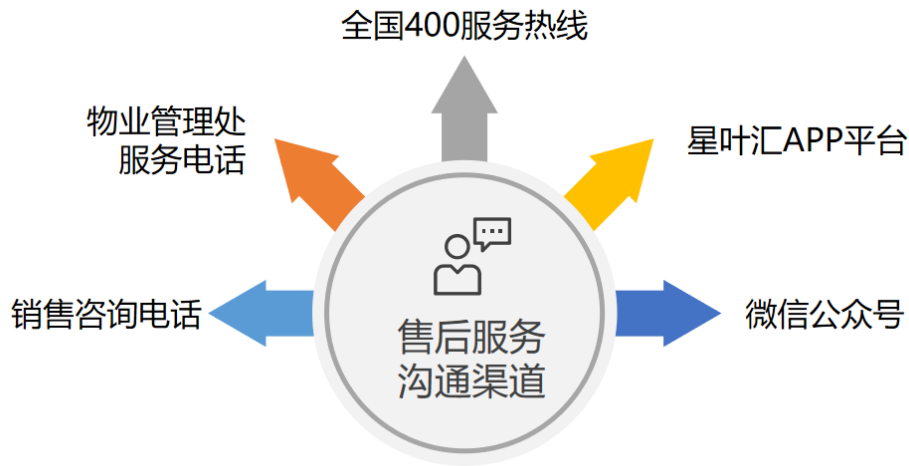 全国400服务热线
物业管理处
服务电话
星叶汇APP平台
销售咨询电话
微信公众号
售后服务
沟通渠道